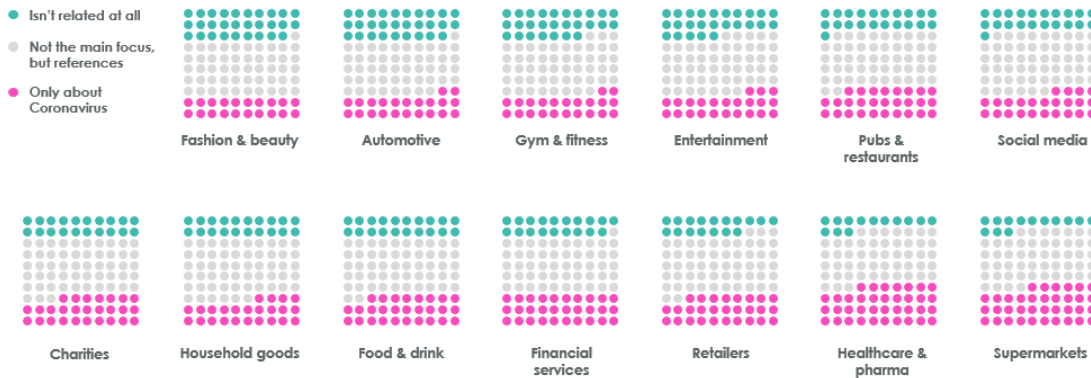 Isn't related at all
Not the main focus,
but references
Only about
Coronavirus
Fashion & beauty
Automotive
Gym & fitness
Entertainment
Pubs &
restaurants
Social media
Charities
Household goods
Food & drink
Financial
services
Retailers
Healthcare &
pharma
Supermarkets